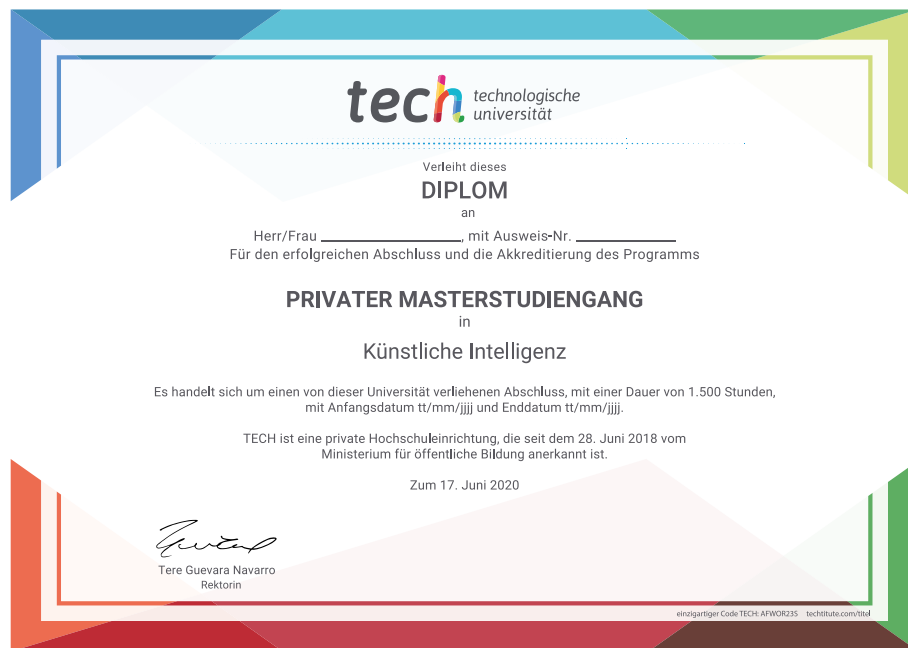 tech technologische
universität
Verleiht dieses
DIPLOM
an
Herr/Frau ____________________, mit Ausweis-Nr. ______________
Für den erfolgreichen Abschluss und die Akkreditierung des Programms
PRIVATER MASTERSTUDIENGANG
in
Künstliche Intelligenz
Es handelt sich um einen von dieser Universität verliehenen Abschluss, mit einer Dauer von 1.500 Stunden,
mit Anfangsdatum tt/mm/jjjj und Enddatum tt/mm/jjjj.
TECH ist eine private Hochschuleinrichtung, die seit dem 28. Juni 2018 vom
Ministerium für öffentliche Bildung anerkannt ist.
Zum 17. Juni 2020
Tere Guevara Navarro
Rektorin
einzigartiger Code TECH: AFWOR23S techtitute.com/titel